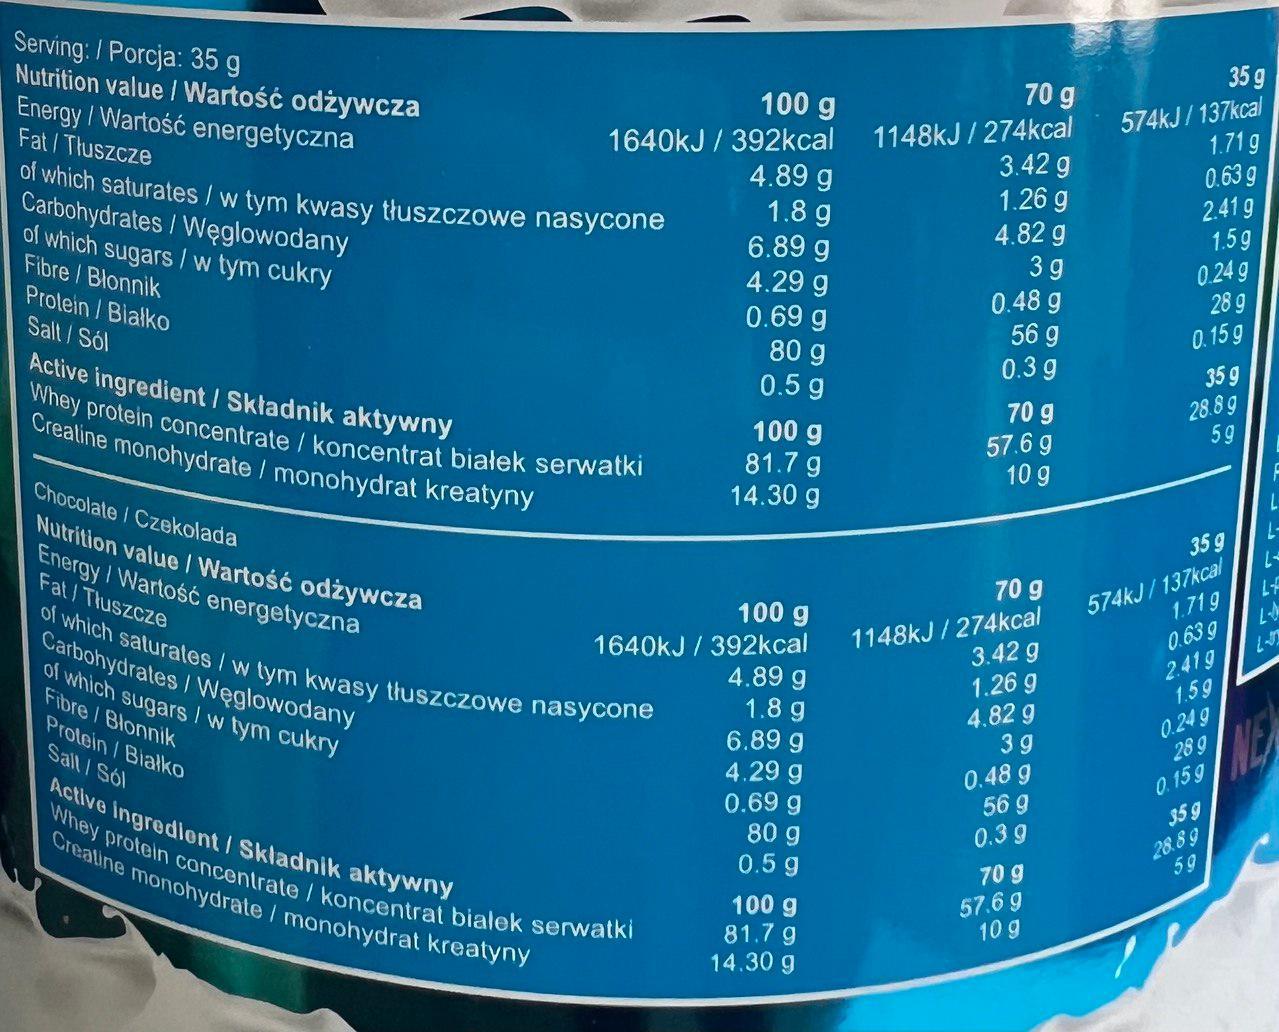 Serving: / Porcja: 35 g
Nutrition value / Wartość odżywcza 100 g 70 g 35 g
Energy / Wartość energetyczna 1640kJ / 392kcal 1148kJ / 274kcal 574kJ / 137kcal
Fat / Tłuszcze 4.89 g 3.42 g 1.71 g
of which saturates / w tym kwasy tłuszczowe nasycone 1.8 g 1.26 g 0.63 g
Carbohydrates / Węglowodany 6.89 g 4.82 g 2.41 g
of which sugars / w tym cukry 4.29 g 3 g 1.5 g
Fibre / Błonnik 0.69 g 0.48 g 0.24 g
Protein / Białko 80 g 56 g 28 g
Salt / Sól 0.5 g 0.3 g 0.15 g
Active ingredient / Składnik aktywny 100 g 70 g 35 g
Whey protein concentrate / koncentrat białek serwatki 81.7 g 57.6 g 28.8 g
Creatine monohydrate / monohydrat kreatyny 14.30 g 10 g 5 g
Chocolate / Czekolada
Nutrition value / Wartość odżywcza 100 g 70 g 35 g
Energy / Wartość energetyczna 1640kJ / 392kcal 1148kJ / 274kcal 574kJ / 137kcal
Fat / Tłuszcze 4.89 g 3.42 g 1.71 g
of which saturates / w tym kwasy tłuszczowe nasycone 1.8 g 1.26 g 0.63 g
Carbohydrates / Węglowodany 6.89 g 4.82 g 2.41 g
of which sugars / w tym cukry 4.29 g 3 g 1.5 g
Fibre / Błonnik 0.69 g 0.48 g 0.24 g
Protein / Białko 80 g 56 g 28 g
Salt / Sól 0.5 g 0.3 g 0.15 g
Active ingredient / Składnik aktywny 100 g 70 g 35 g
Whey protein concentrate / koncentrat białek serwatki 81.7 g 57.6 g 28.8 g
Creatine monohydrate / monohydrat kreatyny 14.30 g 10 g 5 g